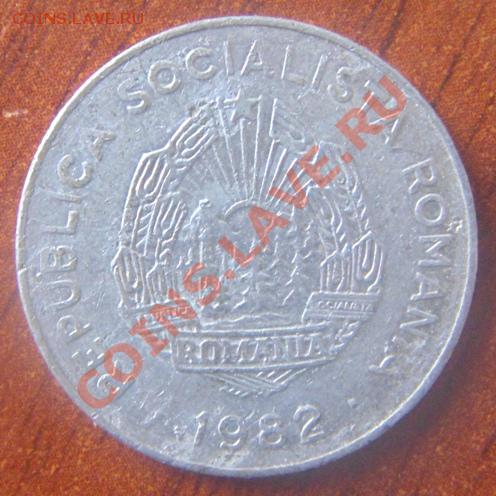 COINS.LAVE.RU
REPUBLICA SOCIALISTA ROMANIA
ROMANIA
· 1982 ·
COINS.LAVE.RU